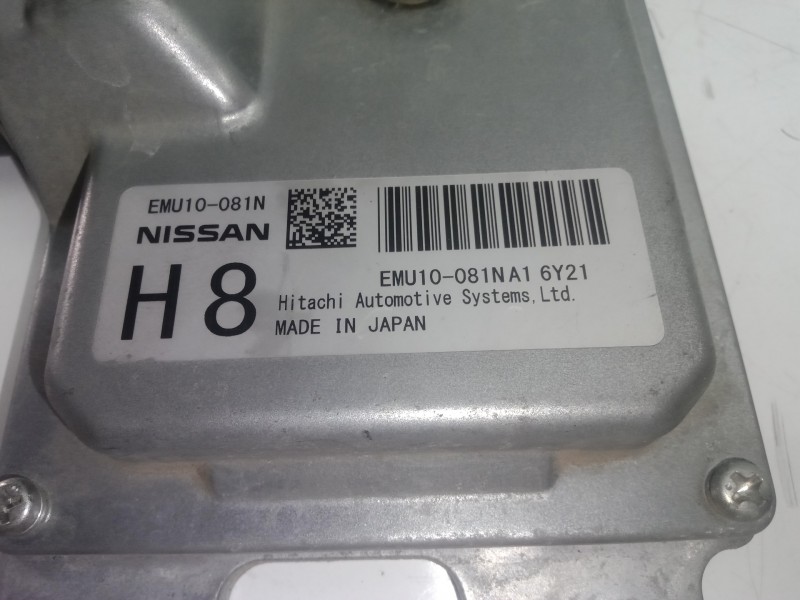 EMU10-081N
NISSAN
H8
EMU10-081NA1 6Y21
Hitachi Automotive Systems,Ltd.
MADE IN JAPAN